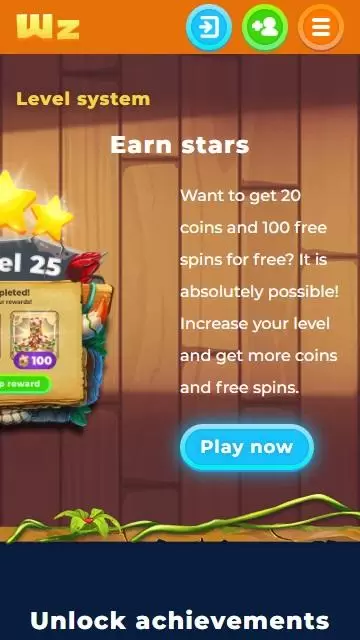 Wz
Level system
Earn stars
Want to get 20
coins and 100 free
spins for free? It is
absolutely possible!
Increase your level
and get more coins
and free spins.
Play now
el 25
pleted!
ur rewards!
100
p reward
Unlock achievements